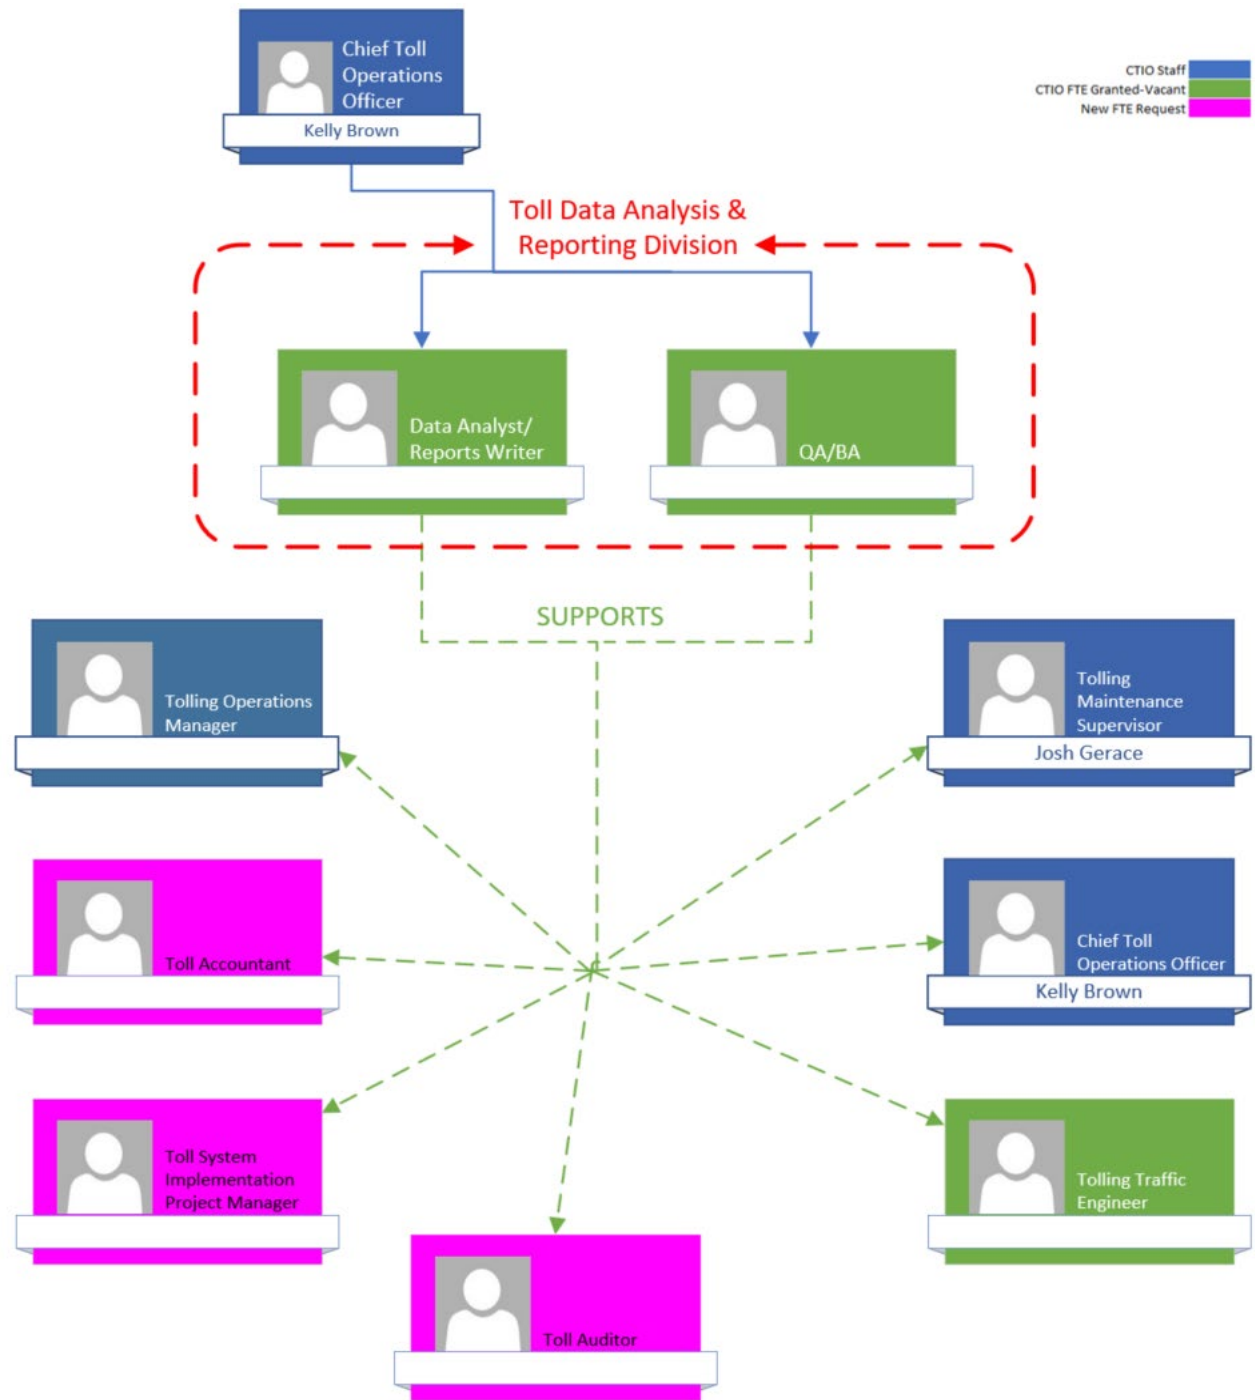 Chief Toll
Operations
Officer
Kelly Brown
CTIO Staff
CTIO FTE Granted-Vacant
New FTE Request
Toll Data Analysis &
Reporting Division
Data Analyst/
Reports Writer
QA/BA
SUPPORTS
Tolling Operations
Manager
Tolling
Maintenance
Supervisor
Josh Gerace
Toll Accountant
Chief Toll
Operations Officer
Kelly Brown
Toll System
Implementation
Project Manager
Tolling Traffic
Engineer
Toll Auditor